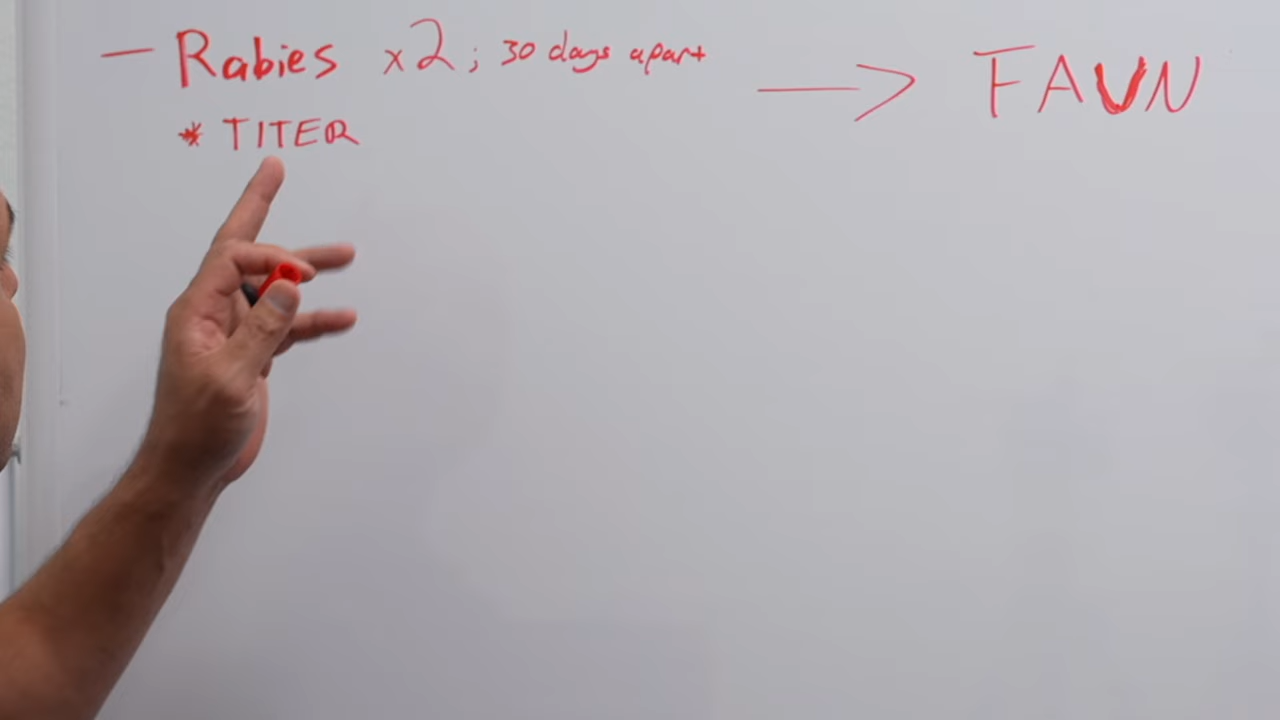 — Rabies x2; 30 days apart → FAVN
* TITER